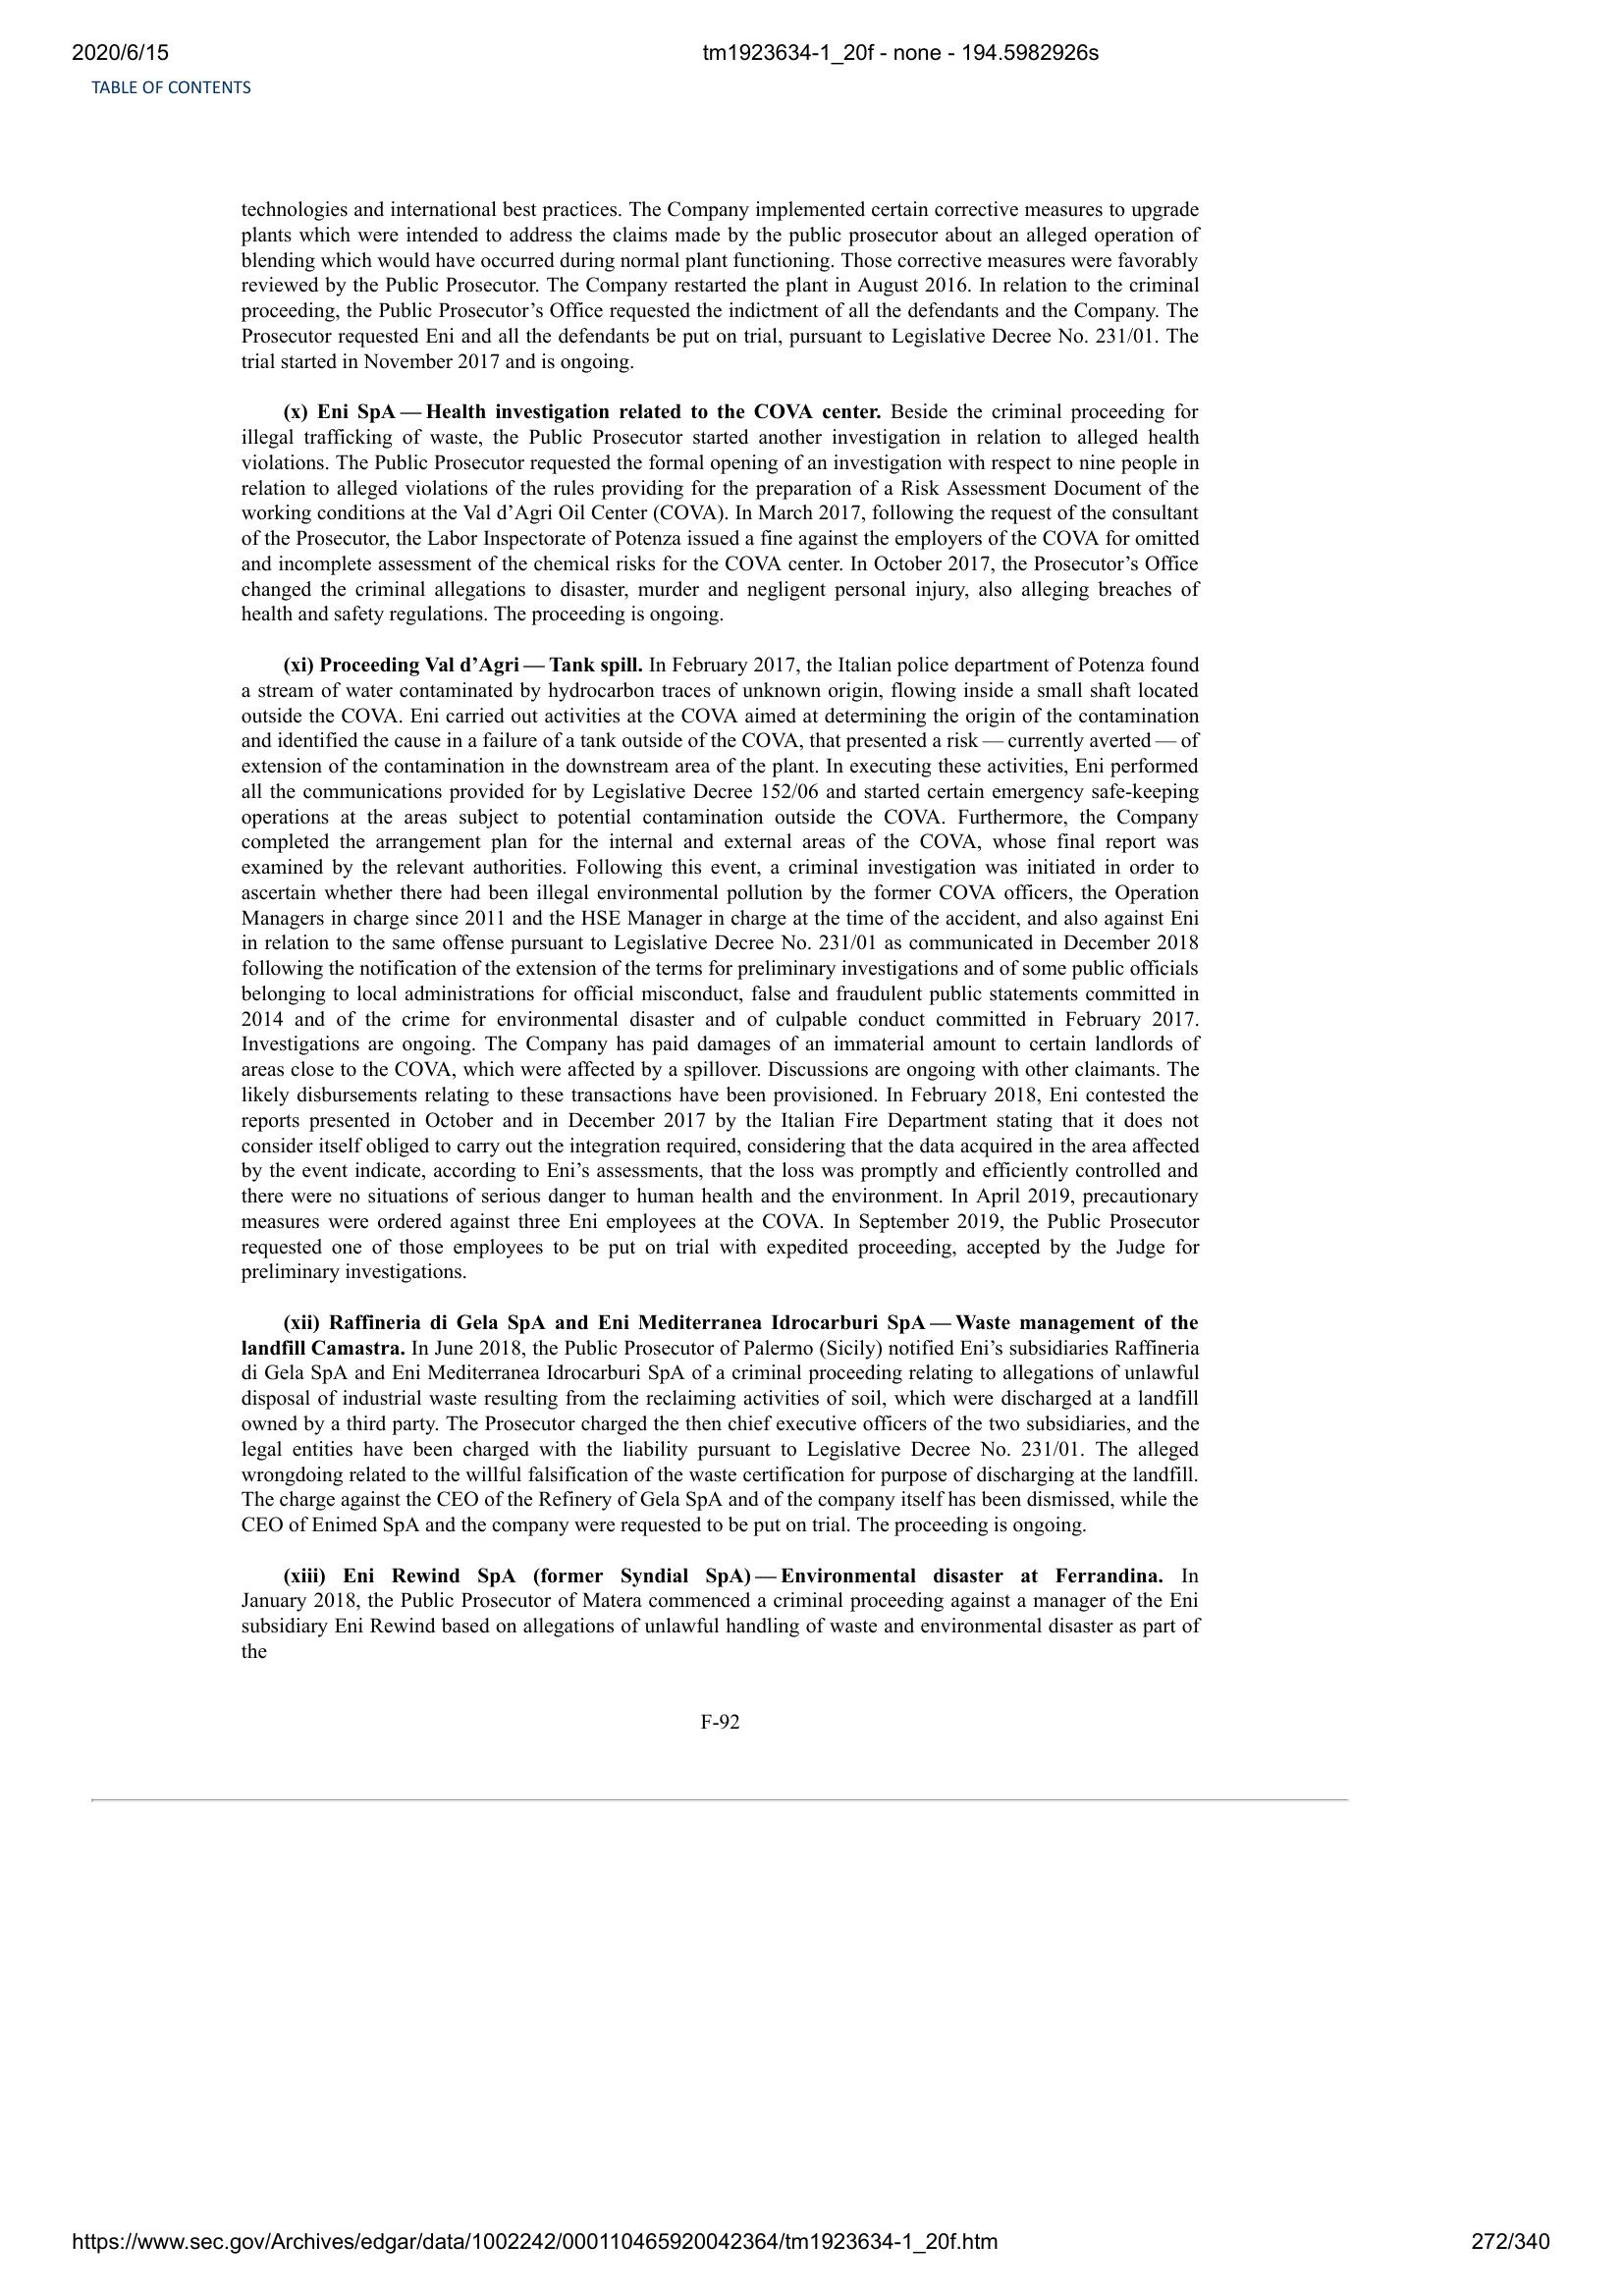 2020/6/15
tm1923634-1_20f - none - 194.5982926s
TABLE OF CONTENTS
technologies and international best practices. The Company implemented certain corrective measures to upgrade
plants which were intended to address the claims made by the public prosecutor about an alleged operation of
blending which would have occurred during normal plant functioning. Those corrective measures were favorably
reviewed by the Public Prosecutor. The Company restarted the plant in August 2016. In relation to the criminal
proceeding, the Public Prosecutor’s Office requested the indictment of all the defendants and the Company. The
Prosecutor requested Eni and all the defendants be put on trial, pursuant to Legislative Decree No. 231/01. The
trial started in November 2017 and is ongoing.
(x) Eni SpA — Health investigation related to the COVA center. Beside the criminal proceeding for
illegal trafficking of waste, the Public Prosecutor started another investigation in relation to alleged health
violations. The Public Prosecutor requested the formal opening of an investigation with respect to nine people in
relation to alleged violations of the rules providing for the preparation of a Risk Assessment Document of the
working conditions at the Val d’Agri Oil Center (COVA). In March 2017, following the request of the consultant
of the Prosecutor, the Labor Inspectorate of Potenza issued a fine against the employers of the COVA for omitted
and incomplete assessment of the chemical risks for the COVA center. In October 2017, the Prosecutor’s Office
changed the criminal allegations to disaster, murder and negligent personal injury, also alleging breaches of
health and safety regulations. The proceeding is ongoing.
(xi) Proceeding Val d’Agri — Tank spill. In February 2017, the Italian police department of Potenza found
a stream of water contaminated by hydrocarbon traces of unknown origin, flowing inside a small shaft located
outside the COVA. Eni carried out activities at the COVA aimed at determining the origin of the contamination
and identified the cause in a failure of a tank outside of the COVA, that presented a risk — currently averted — of
extension of the contamination in the downstream area of the plant. In executing these activities, Eni performed
all the communications provided for by Legislative Decree 152/06 and started certain emergency safe-keeping
operations at the areas subject to potential contamination outside the COVA. Furthermore, the Company
completed the arrangement plan for the internal and external areas of the COVA, whose final report was
examined by the relevant authorities. Following this event, a criminal investigation was initiated in order to
ascertain whether there had been illegal environmental pollution by the former COVA officers, the Operation
Managers in charge since 2011 and the HSE Manager in charge at the time of the accident, and also against Eni
in relation to the same offense pursuant to Legislative Decree No. 231/01 as communicated in December 2018
following the notification of the extension of the terms for preliminary investigations and of some public officials
belonging to local administrations for official misconduct, false and fraudulent public statements committed in
2014 and of the crime for environmental disaster and of culpable conduct committed in February 2017.
Investigations are ongoing. The Company has paid damages of an immaterial amount to certain landlords of
areas close to the COVA, which were affected by a spillover. Discussions are ongoing with other claimants. The
likely disbursements relating to these transactions have been provisioned. In February 2018, Eni contested the
reports presented in October and in December 2017 by the Italian Fire Department stating that it does not
consider itself obliged to carry out the integration required, considering that the data acquired in the area affected
by the event indicate, according to Eni’s assessments, that the loss was promptly and efficiently controlled and
there were no situations of serious danger to human health and the environment. In April 2019, precautionary
measures were ordered against three Eni employees at the COVA. In September 2019, the Public Prosecutor
requested one of those employees to be put on trial with expedited proceeding, accepted by the Judge for
preliminary investigations.
(xii) Raffineria di Gela SpA and Eni Mediterranea Idrocarburi SpA — Waste management of the
landfill Camastra. In June 2018, the Public Prosecutor of Palermo (Sicily) notified Eni’s subsidiaries Raffineria
di Gela SpA and Eni Mediterranea Idrocarburi SpA of a criminal proceeding relating to allegations of unlawful
disposal of industrial waste resulting from the reclaiming activities of soil, which were discharged at a landfill
owned by a third party. The Prosecutor charged the then chief executive officers of the two subsidiaries, and the
legal entities have been charged with the liability pursuant to Legislative Decree No. 231/01. The alleged
wrongdoing related to the willful falsification of the waste certification for purpose of discharging at the landfill.
The charge against the CEO of the Refinery of Gela SpA and of the company itself has been dismissed, while the
CEO of Enimed SpA and the company were requested to be put on trial. The proceeding is ongoing.
(xiii) Eni Rewind SpA (former Syndial SpA) — Environmental disaster at Ferrandina. In
January 2018, the Public Prosecutor of Matera commenced a criminal proceeding against a manager of the Eni
subsidiary Eni Rewind based on allegations of unlawful handling of waste and environmental disaster as part of
the
F-92
https://www.sec.gov/Archives/edgar/data/1002242/000110465920042364/tm1923634-1_20f.htm
272/340